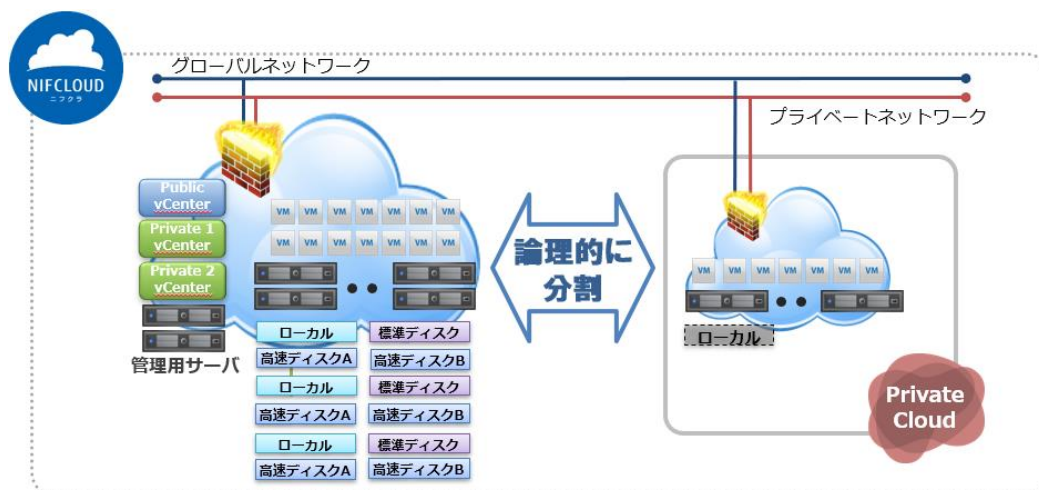 NIFCLOUD
ニフクラ
グローバルネットワーク
プライベートネットワーク
Public
vCenter
Private 1
vCenter
Private 2
vCenter
管理用サーバ
VM VM VM VM VM VM VM
VM VM VM VM VM VM VM
ローカル 標準ディスク
高速ディスクA 高速ディスクB
ローカル 標準ディスク
高速ディスクA 高速ディスクB
ローカル 標準ディスク
高速ディスクA 高速ディスクB
論理的に
分割
VM VM VM VM VM VM VM
ローカル
Private
Cloud